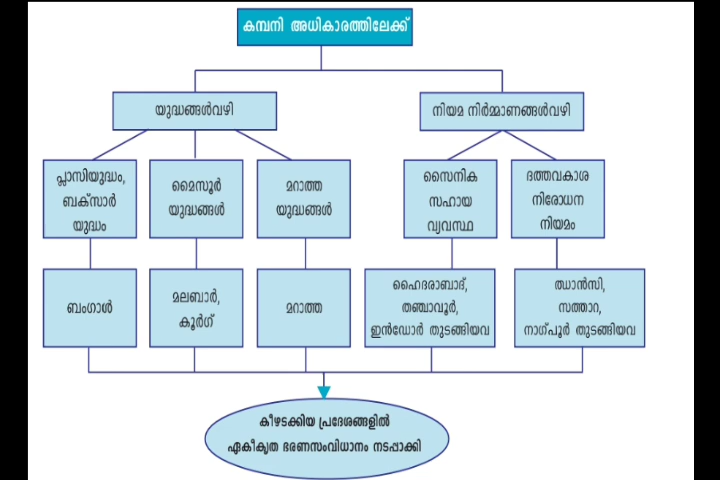 കമ്പനി അധികാരത്തിലേക്ക്
യുദ്ധങ്ങൾവഴി
നിയമ നിർമ്മാണങ്ങൾവഴി
പ്ലാസിയുദ്ധം,
ബക്സാർ
യുദ്ധം
മൈസൂർ
യുദ്ധങ്ങൾ
മറാത്ത
യുദ്ധങ്ങൾ
സൈനിക
സഹായ
വ്യവസ്ഥ
ദത്തവകാശ
നിരോധന
നിയമം
ബംഗാൾ
മലബാർ,
കൂർഗ്
മറാത്ത
ഹൈദരാബാദ്,
തഞ്ചാവൂർ,
ഇൻഡോർ തുടങ്ങിയവ
ഝാൻസി,
സത്താറ,
നാഗ്പൂർ തുടങ്ങിയവ
കീഴടക്കിയ പ്രദേശങ്ങളിൽ
ഏകീകൃത ഭരണസംവിധാനം നടപ്പാക്കി